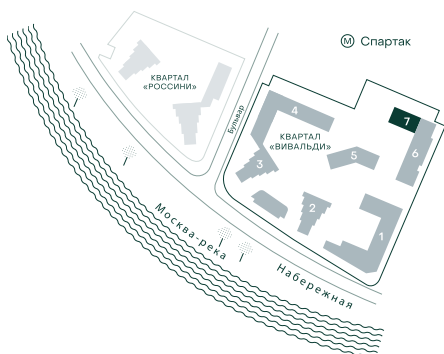 М Спартак
КВАРТАЛ
«РОССИНИ»
Бульвар
КВАРТАЛ
«ВИВАЛЬДИ»
4
7
6
5
3
2
1
Москва-река
Набережная